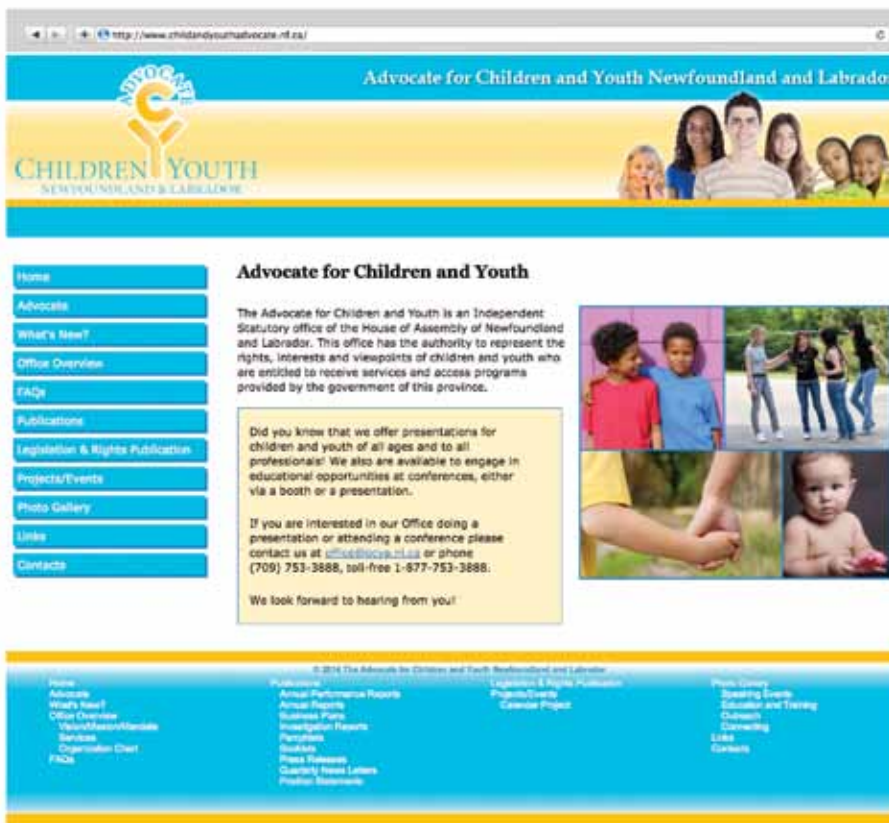 http://www.childandyouthadvocate.nf.ca/
Advocate for Children and Youth Newfoundland and Labrador
ADVOCATE
CHILDREN YOUTH
NEWFOUNDLAND & LABRADOR
Home
Advocate
What's New?
Office Overview
FAQs
Publications
Legislation & Rights Publication
Projects/Events
Photo Gallery
Links
Contacts
Advocate for Children and Youth
The Advocate for Children and Youth is an Independent
Statutory office of the House of Assembly of Newfoundland
and Labrador. This office has the authority to represent the
rights, interests and viewpoints of children and youth who
are entitled to receive services and access programs
provided by the government of this province.
Did you know that we offer presentations for
children and youth of all ages and to all
professionals! We also are available to engage in
educational opportunities at conferences, either
via a booth or a presentation.
If you are interested in our Office doing a
presentation or attending a conference please
contact us at office@ocya.nl.ca or phone
(709) 753-3888, toll-free 1-877-753-3888.
We look forward to hearing from you!
© 2014 The Advocate for Children and Youth Newfoundland and Labrador
Home
Advocate
What's New?
Office Overview
Vision/Mission/Mandate
Services
Organization Chart
FAQs
Publications
Annual Performance Reports
Annual Reports
Business Plans
Investigation Reports
Pamphlets
Booklets
Press Releases
Quarterly News Letters
Position Statements
Legislation & Rights Publication
Projects/Events
Calendar Project
Photo Gallery
Speaking Events
Education and Training
Outreach
Connecting
Links
Contacts